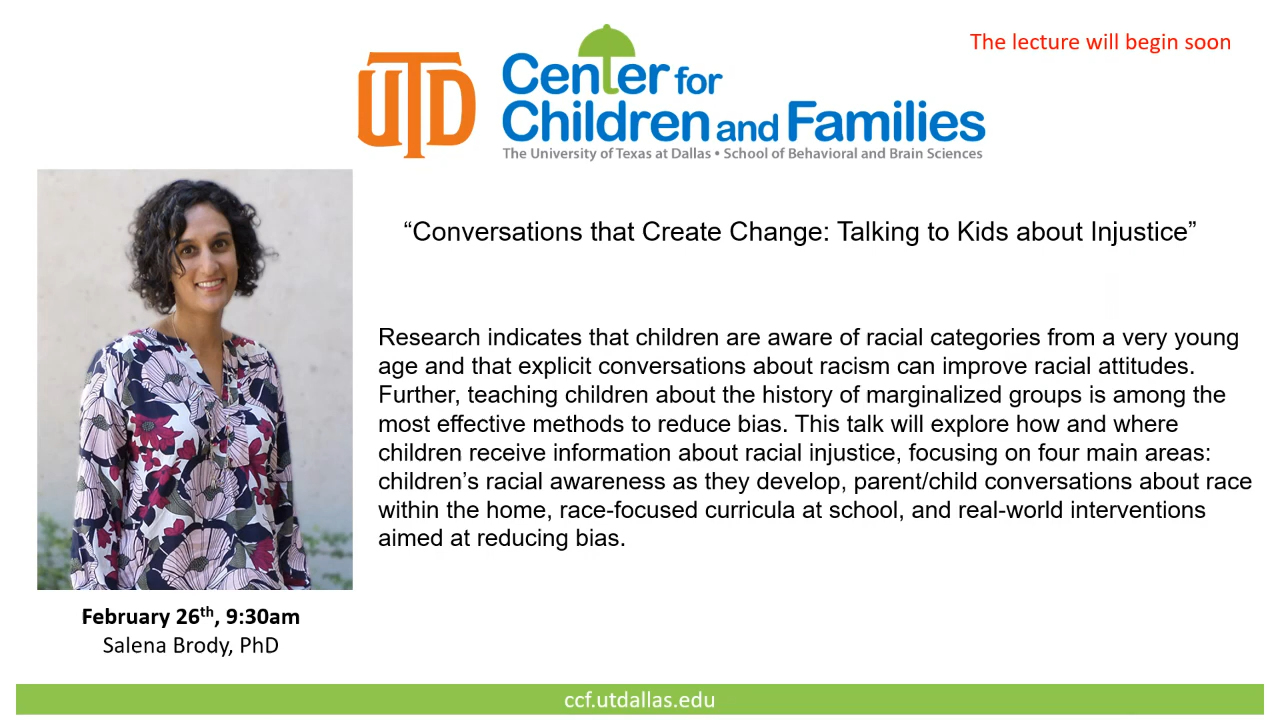 The lecture will begin soon
UTD
Center for
Children and Families
The University of Texas at Dallas • School of Behavioral and Brain Sciences
“Conversations that Create Change: Talking to Kids about Injustice”
Research indicates that children are aware of racial categories from a very young
age and that explicit conversations about racism can improve racial attitudes.
Further, teaching children about the history of marginalized groups is among the
most effective methods to reduce bias. This talk will explore how and where
children receive information about racial injustice, focusing on four main areas:
children’s racial awareness as they develop, parent/child conversations about race
within the home, race-focused curricula at school, and real-world interventions
aimed at reducing bias.
February 26th, 9:30am
Salena Brody, PhD
ccf.utdallas.edu